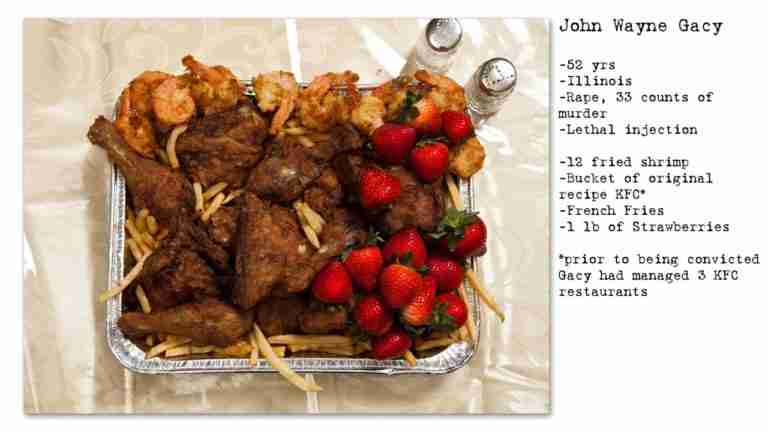 John Wayne Gacy
-52 yrs
-Illinois
-Rape, 33 counts of
murder
-Lethal injection
-12 fried shrimp
-Bucket of original
recipe KFC*
-French Fries
-1 lb of Strawberries
*prior to being convicted
Gacy had managed 3 KFC
restaurants